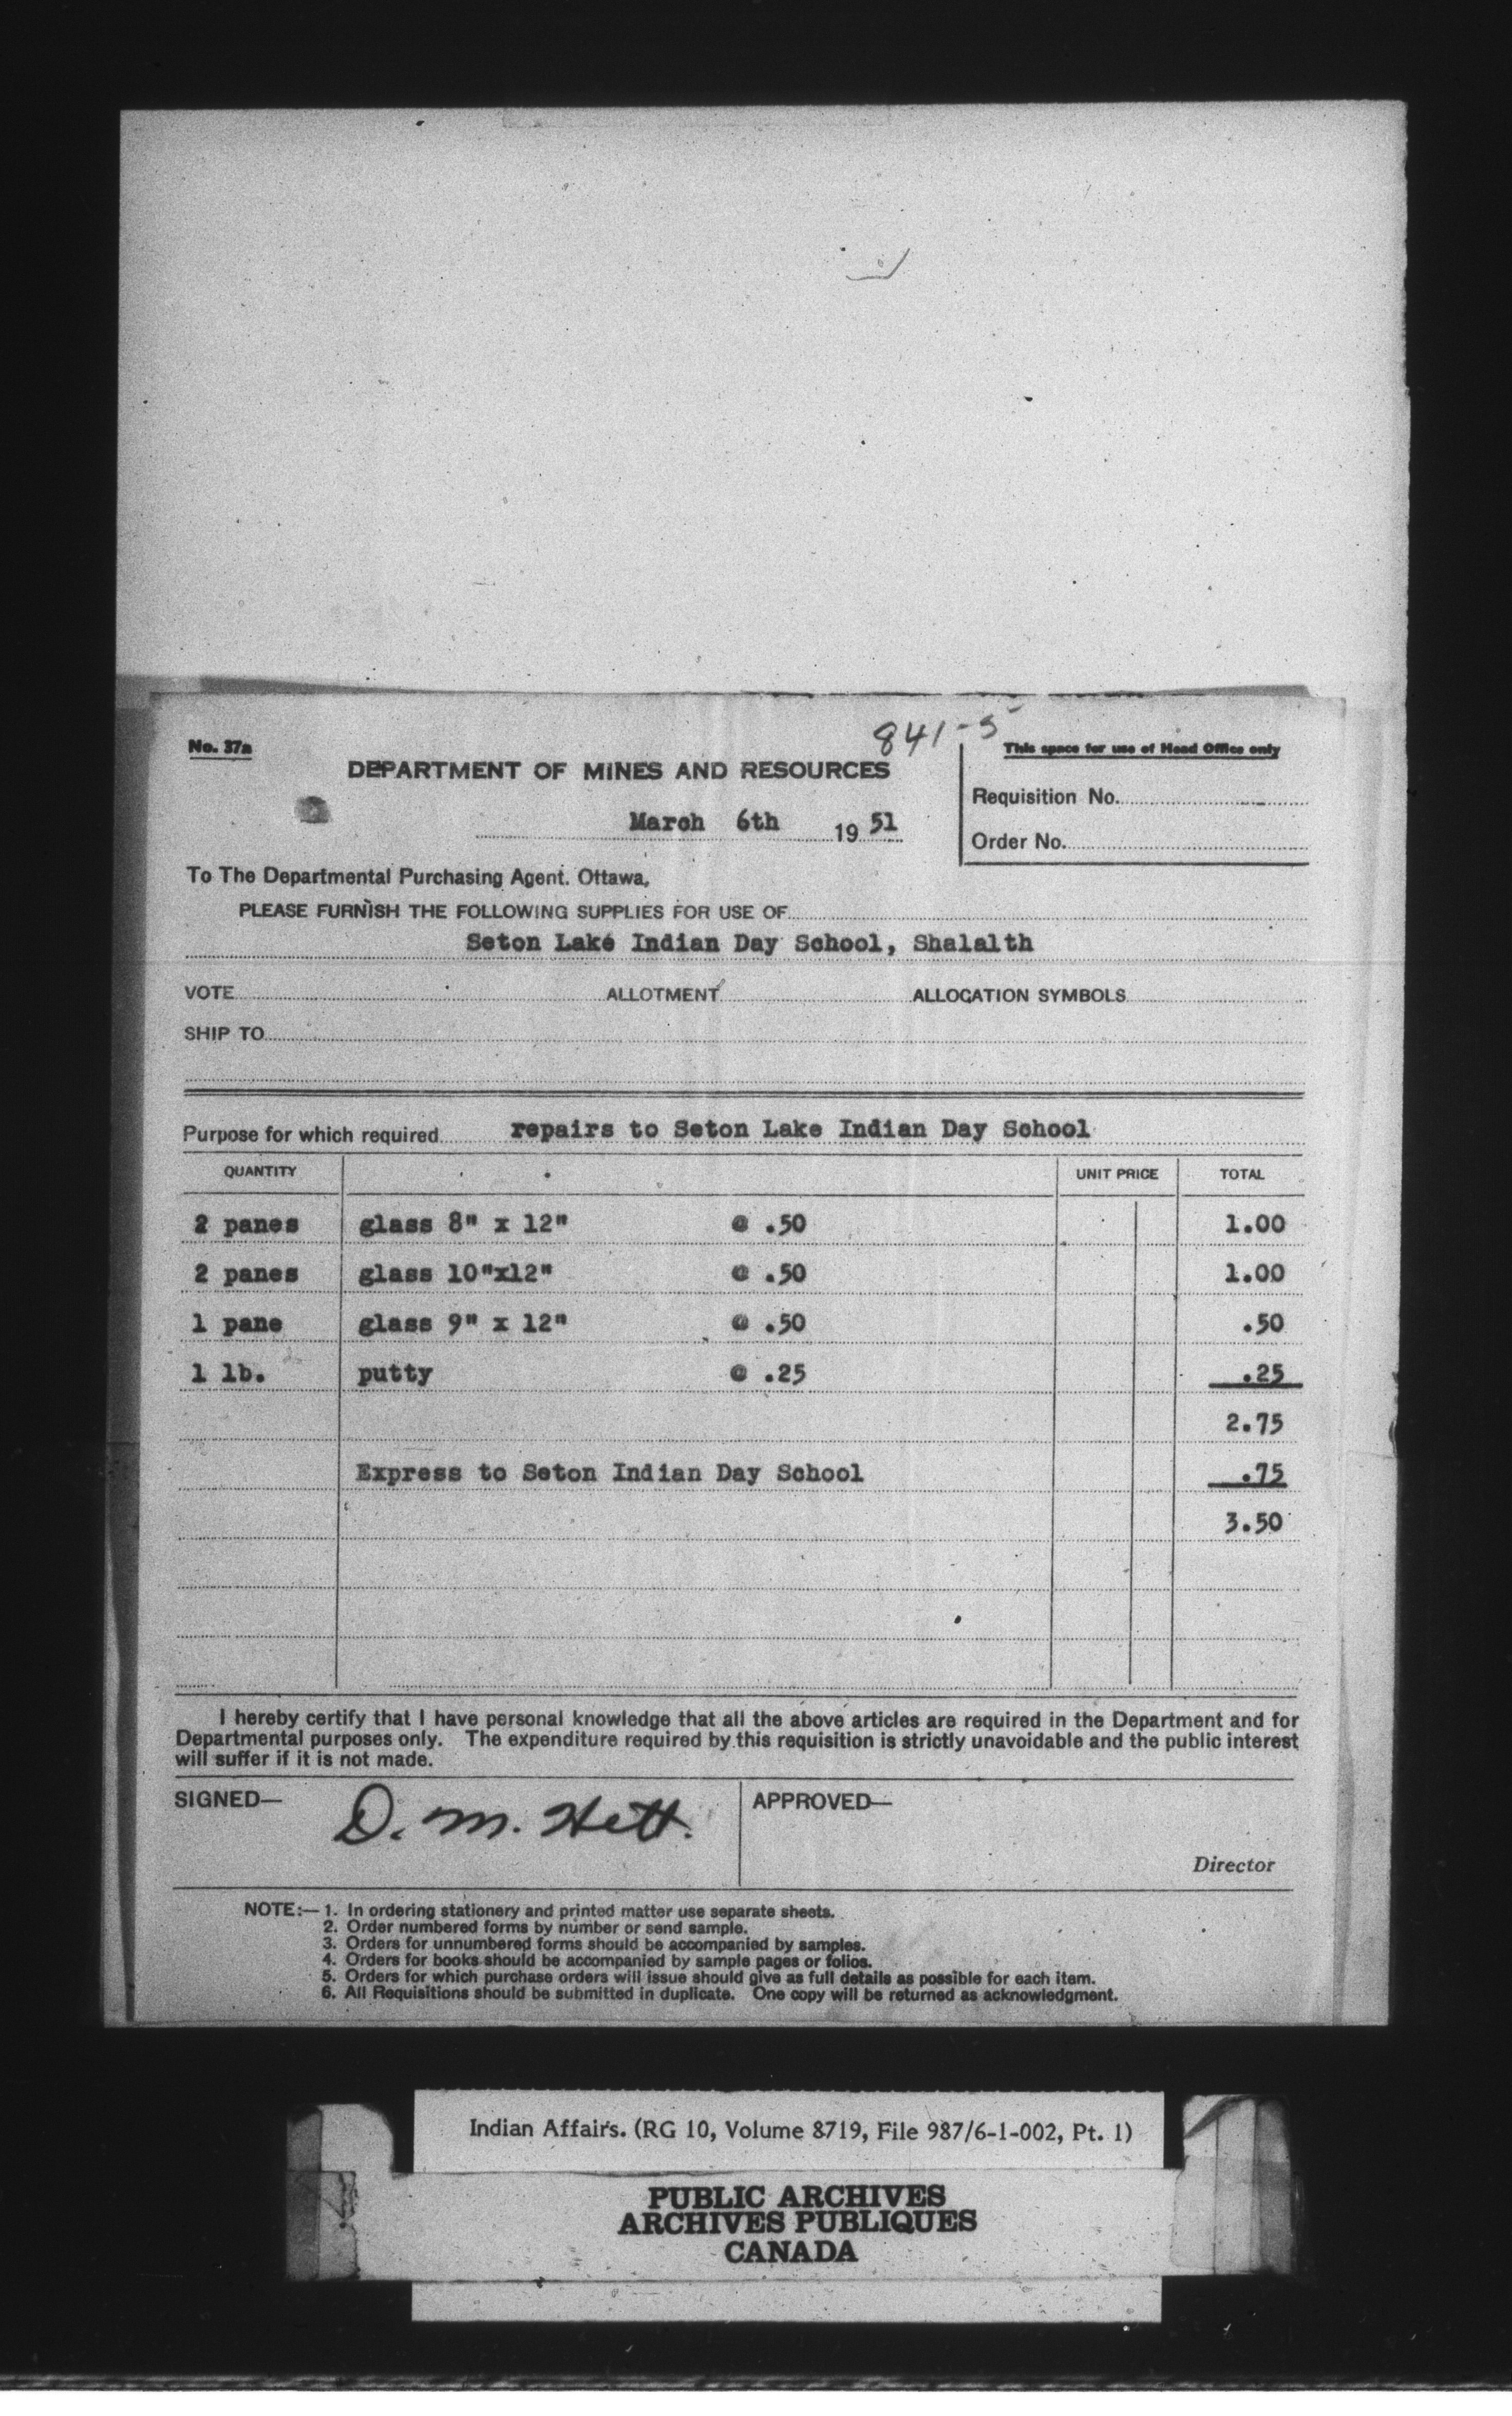 841-5
No. 37a
This space for use of Head Office only
DEPARTMENT OF MINES AND RESOURCES
Requisition No.
March 6th 19 51
Order No.
To The Departmental Purchasing Agent. Ottawa,
PLEASE FURNISH THE FOLLOWING SUPPLIES FOR USE OF
Seton Lake Indian Day School, Shalalth
VOTE ALLOTMENT ALLOCATION SYMBOLS
SHIP TO
Purpose for which required repairs to Seton Lake Indian Day School
QUANTITY UNIT PRICE TOTAL
2 panes glass 8" x 12" @ .50 1.00
2 panes glass 10"x12" @ .50 1.00
1 pane glass 9" x 12" @ .50 .50
1 lb. putty @ .25 .25
2.75
Express to Seton Indian Day School .75
3.50
I hereby certify that I have personal knowledge that all the above articles are required in the Department and for
Departmental purposes only. The expenditure required by this requisition is strictly unavoidable and the public interest
will suffer if it is not made.
SIGNED— D. M. Hett. APPROVED—
Director
NOTE:— 1. In ordering stationery and printed matter use separate sheets.
2. Order numbered forms by number or send sample.
3. Orders for unnumbered forms should be accompanied by samples.
4. Orders for books should be accompanied by sample pages or folios.
5. Orders for which purchase orders will issue should give as full details as possible for each item.
6. All Requisitions should be submitted in duplicate. One copy will be returned as acknowledgment.
Indian Affairs. (RG 10, Volume 8719, File 987/6-1-002, Pt. 1)
PUBLIC ARCHIVES
ARCHIVES PUBLIQUES
CANADA